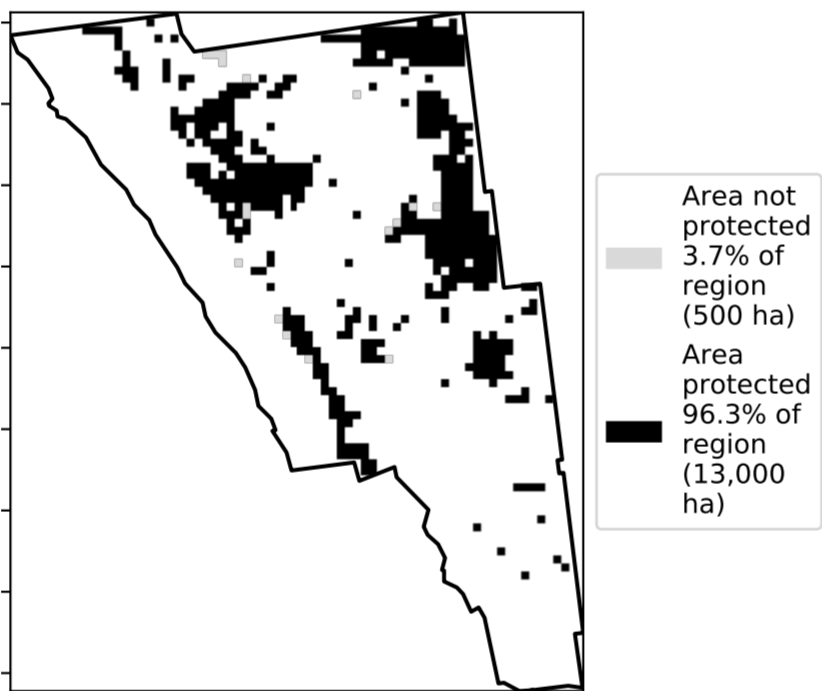 Area not
protected
3.7% of
region
(500 ha)
Area
protected
96.3% of
region
(13,000
ha)